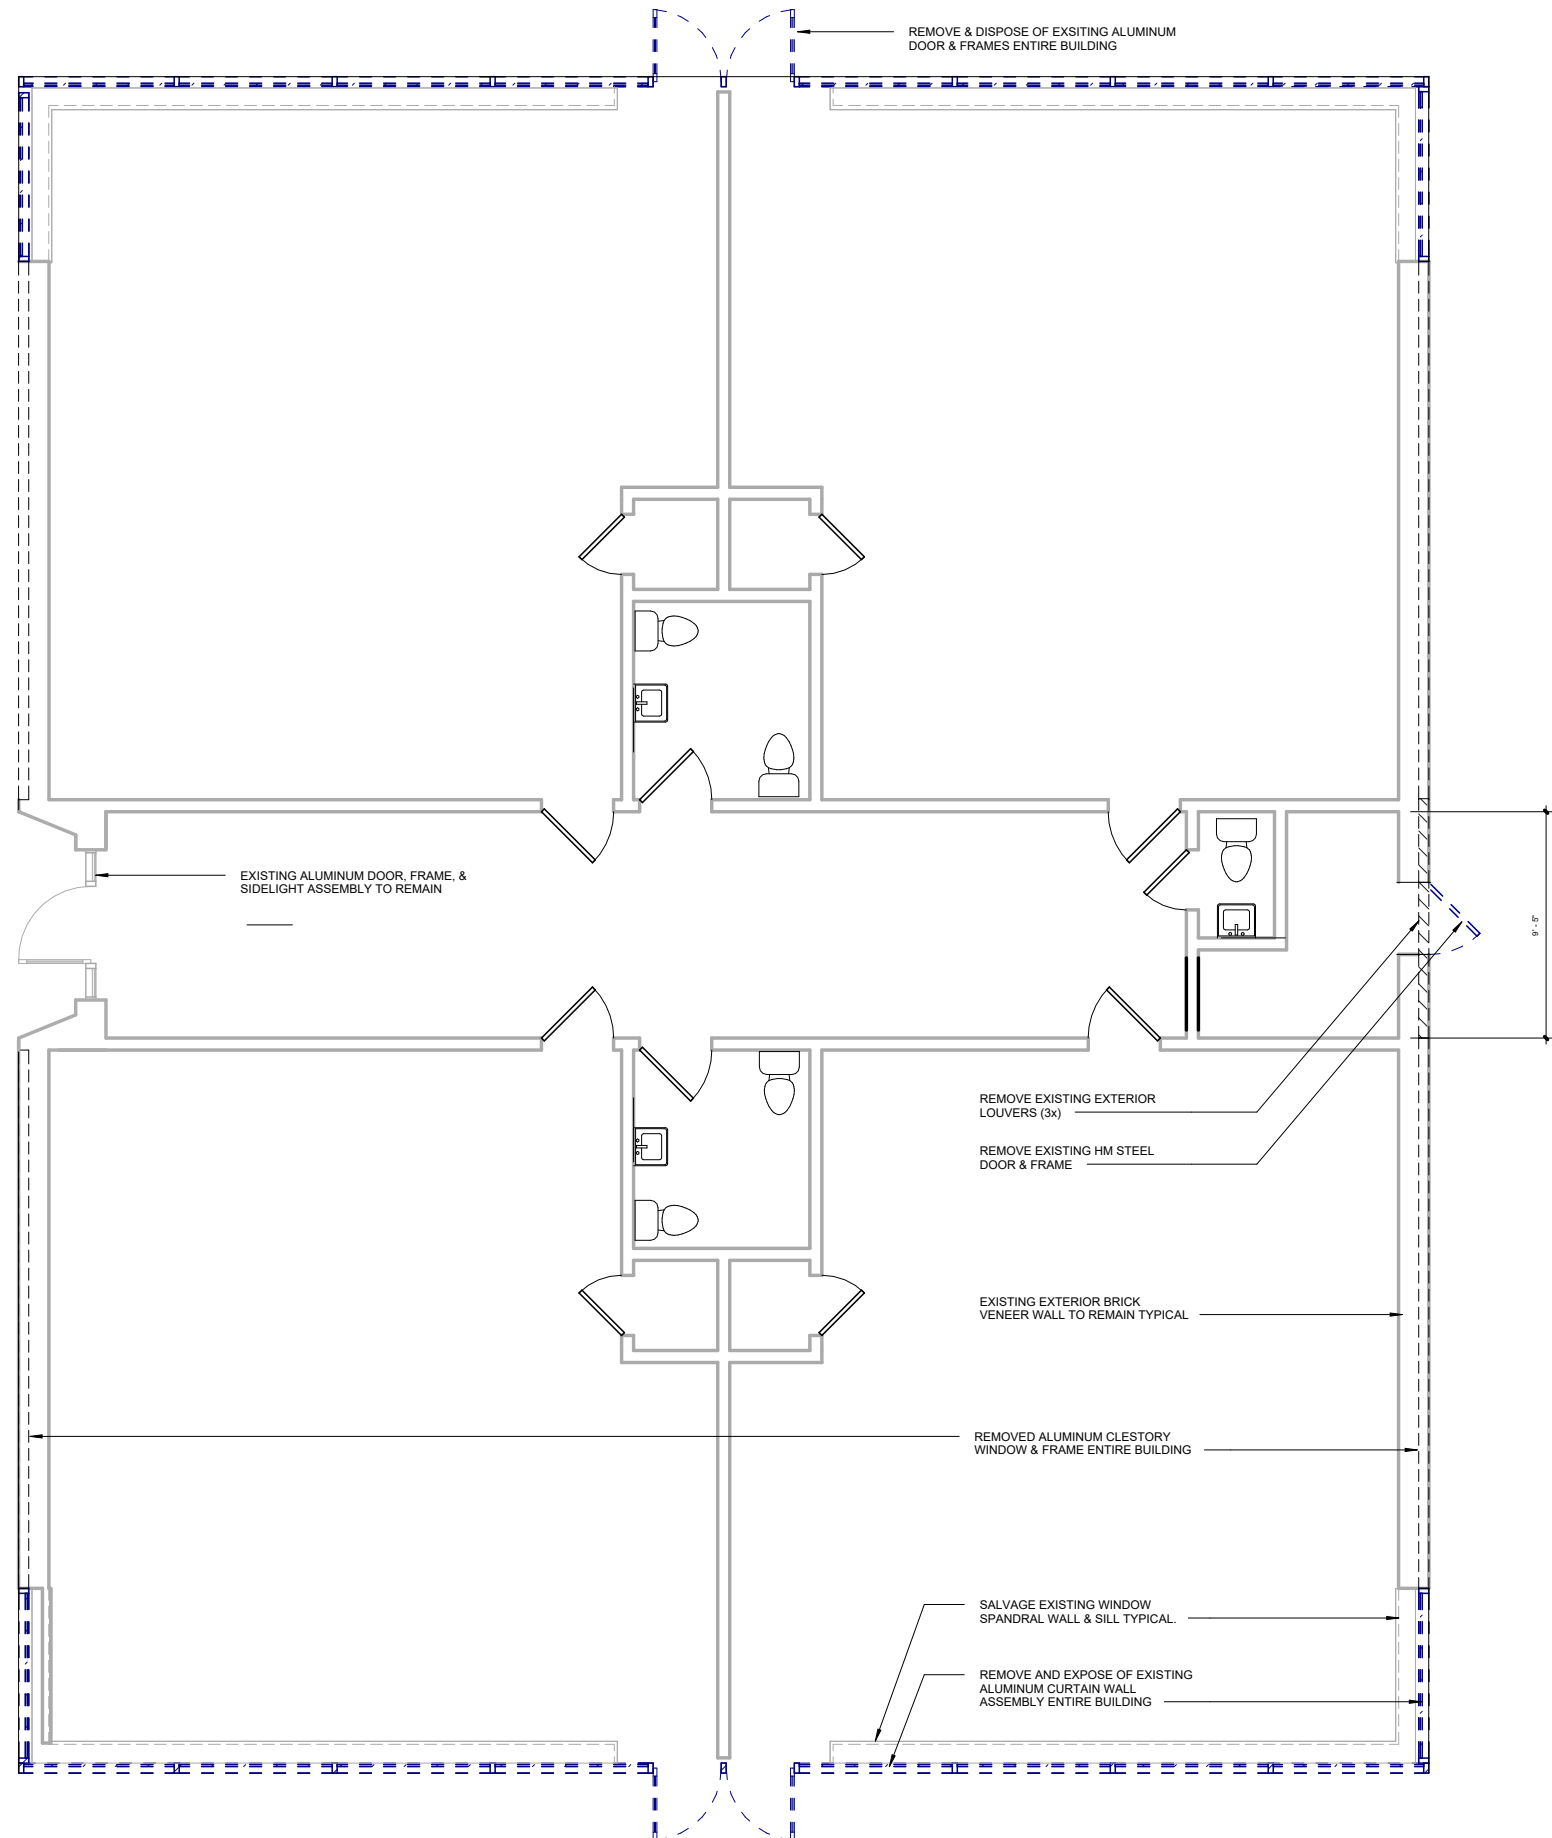 REMOVE & DISPOSE OF EXSITING ALUMINUM
DOOR & FRAMES ENTIRE BUILDING
EXISTING ALUMINUM DOOR, FRAME, &
SIDELIGHT ASSEMBLY TO REMAIN
9' - 5"
REMOVE EXISTING EXTERIOR
LOUVERS (3x)
REMOVE EXISTING HM STEEL
DOOR & FRAME
EXISTING EXTERIOR BRICK
VENEER WALL TO REMAIN TYPICAL
REMOVED ALUMINUM CLESTORY
WINDOW & FRAME ENTIRE BUILDING
SALVAGE EXISTING WINDOW
SPANDRAL WALL & SILL TYPICAL.
REMOVE AND EXPOSE OF EXISTING
ALUMINUM CURTAIN WALL
ASSEMBLY ENTIRE BUILDING